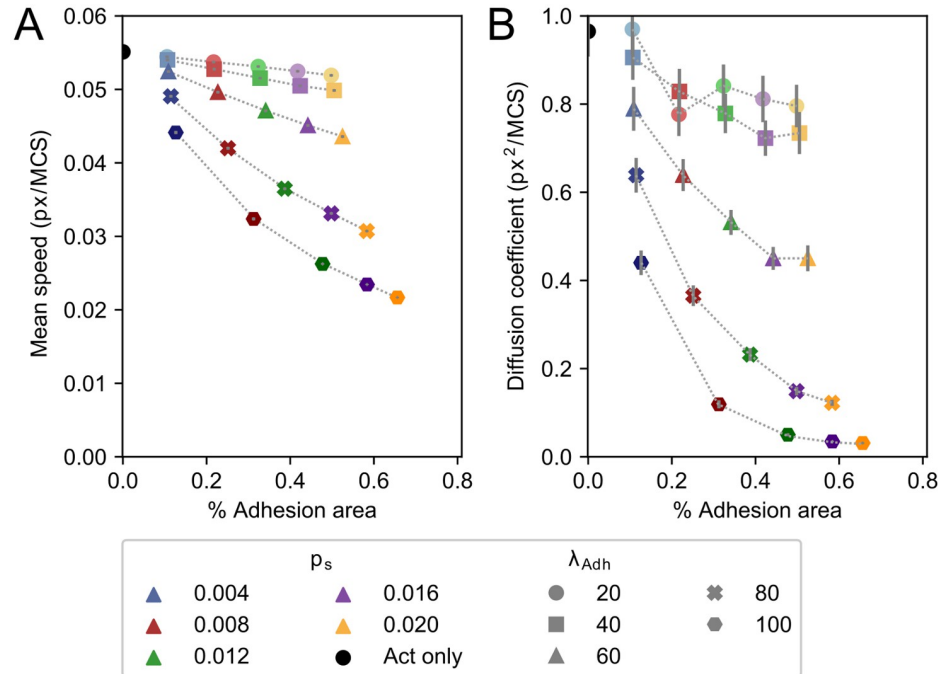 A
B
0.06
0.05
0.04
0.03
0.02
0.01
0.00
Mean speed (px/MCS)
0.0 0.2 0.4 0.6 0.8
% Adhesion area
1.0
0.8
0.6
0.4
0.2
0.0
Diffusion coefficient (px²/MCS)
0.0 0.2 0.4 0.6 0.8
% Adhesion area
pₛ λAdh
0.004 0.016 20 80
0.008 0.020 40 100
0.012 Act only 60